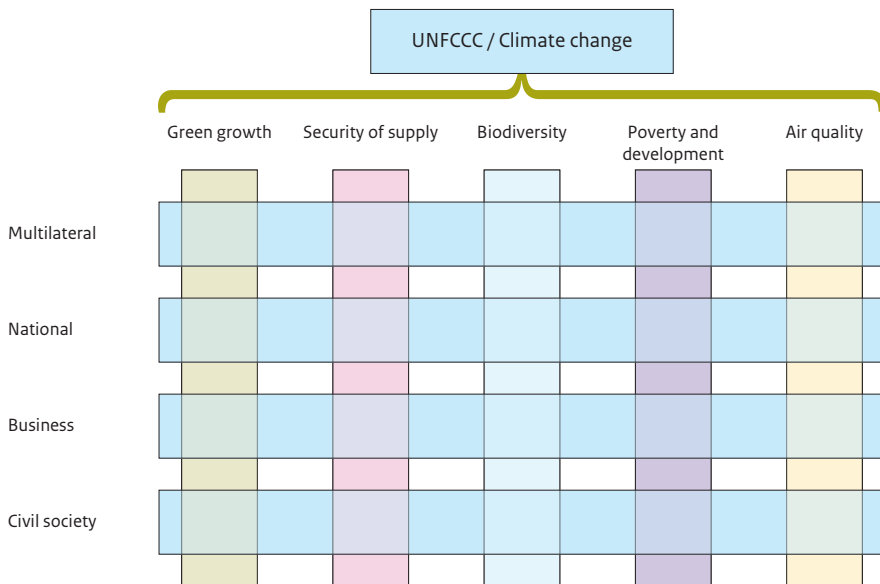 UNFCCC / Climate change
Green growth
Security of supply
Biodiversity
Poverty and
development
Air quality
Multilateral
National
Business
Civil society